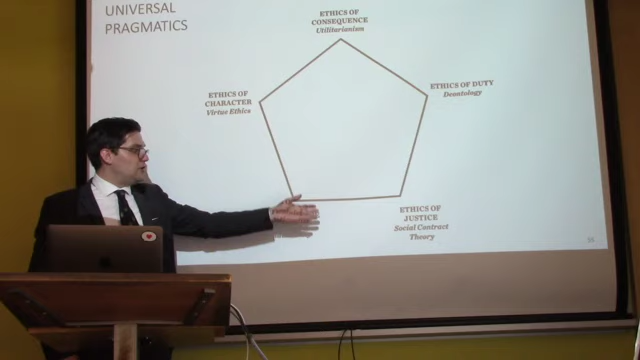 UNIVERSAL
PRAGMATICS
ETHICS OF
CONSEQUENCE
Utilitarianism
ETHICS OF DUTY
Deontology
ETHICS OF
CHARACTER
Virtue Ethics
ETHICS OF
JUSTICE
Social Contract
Theory